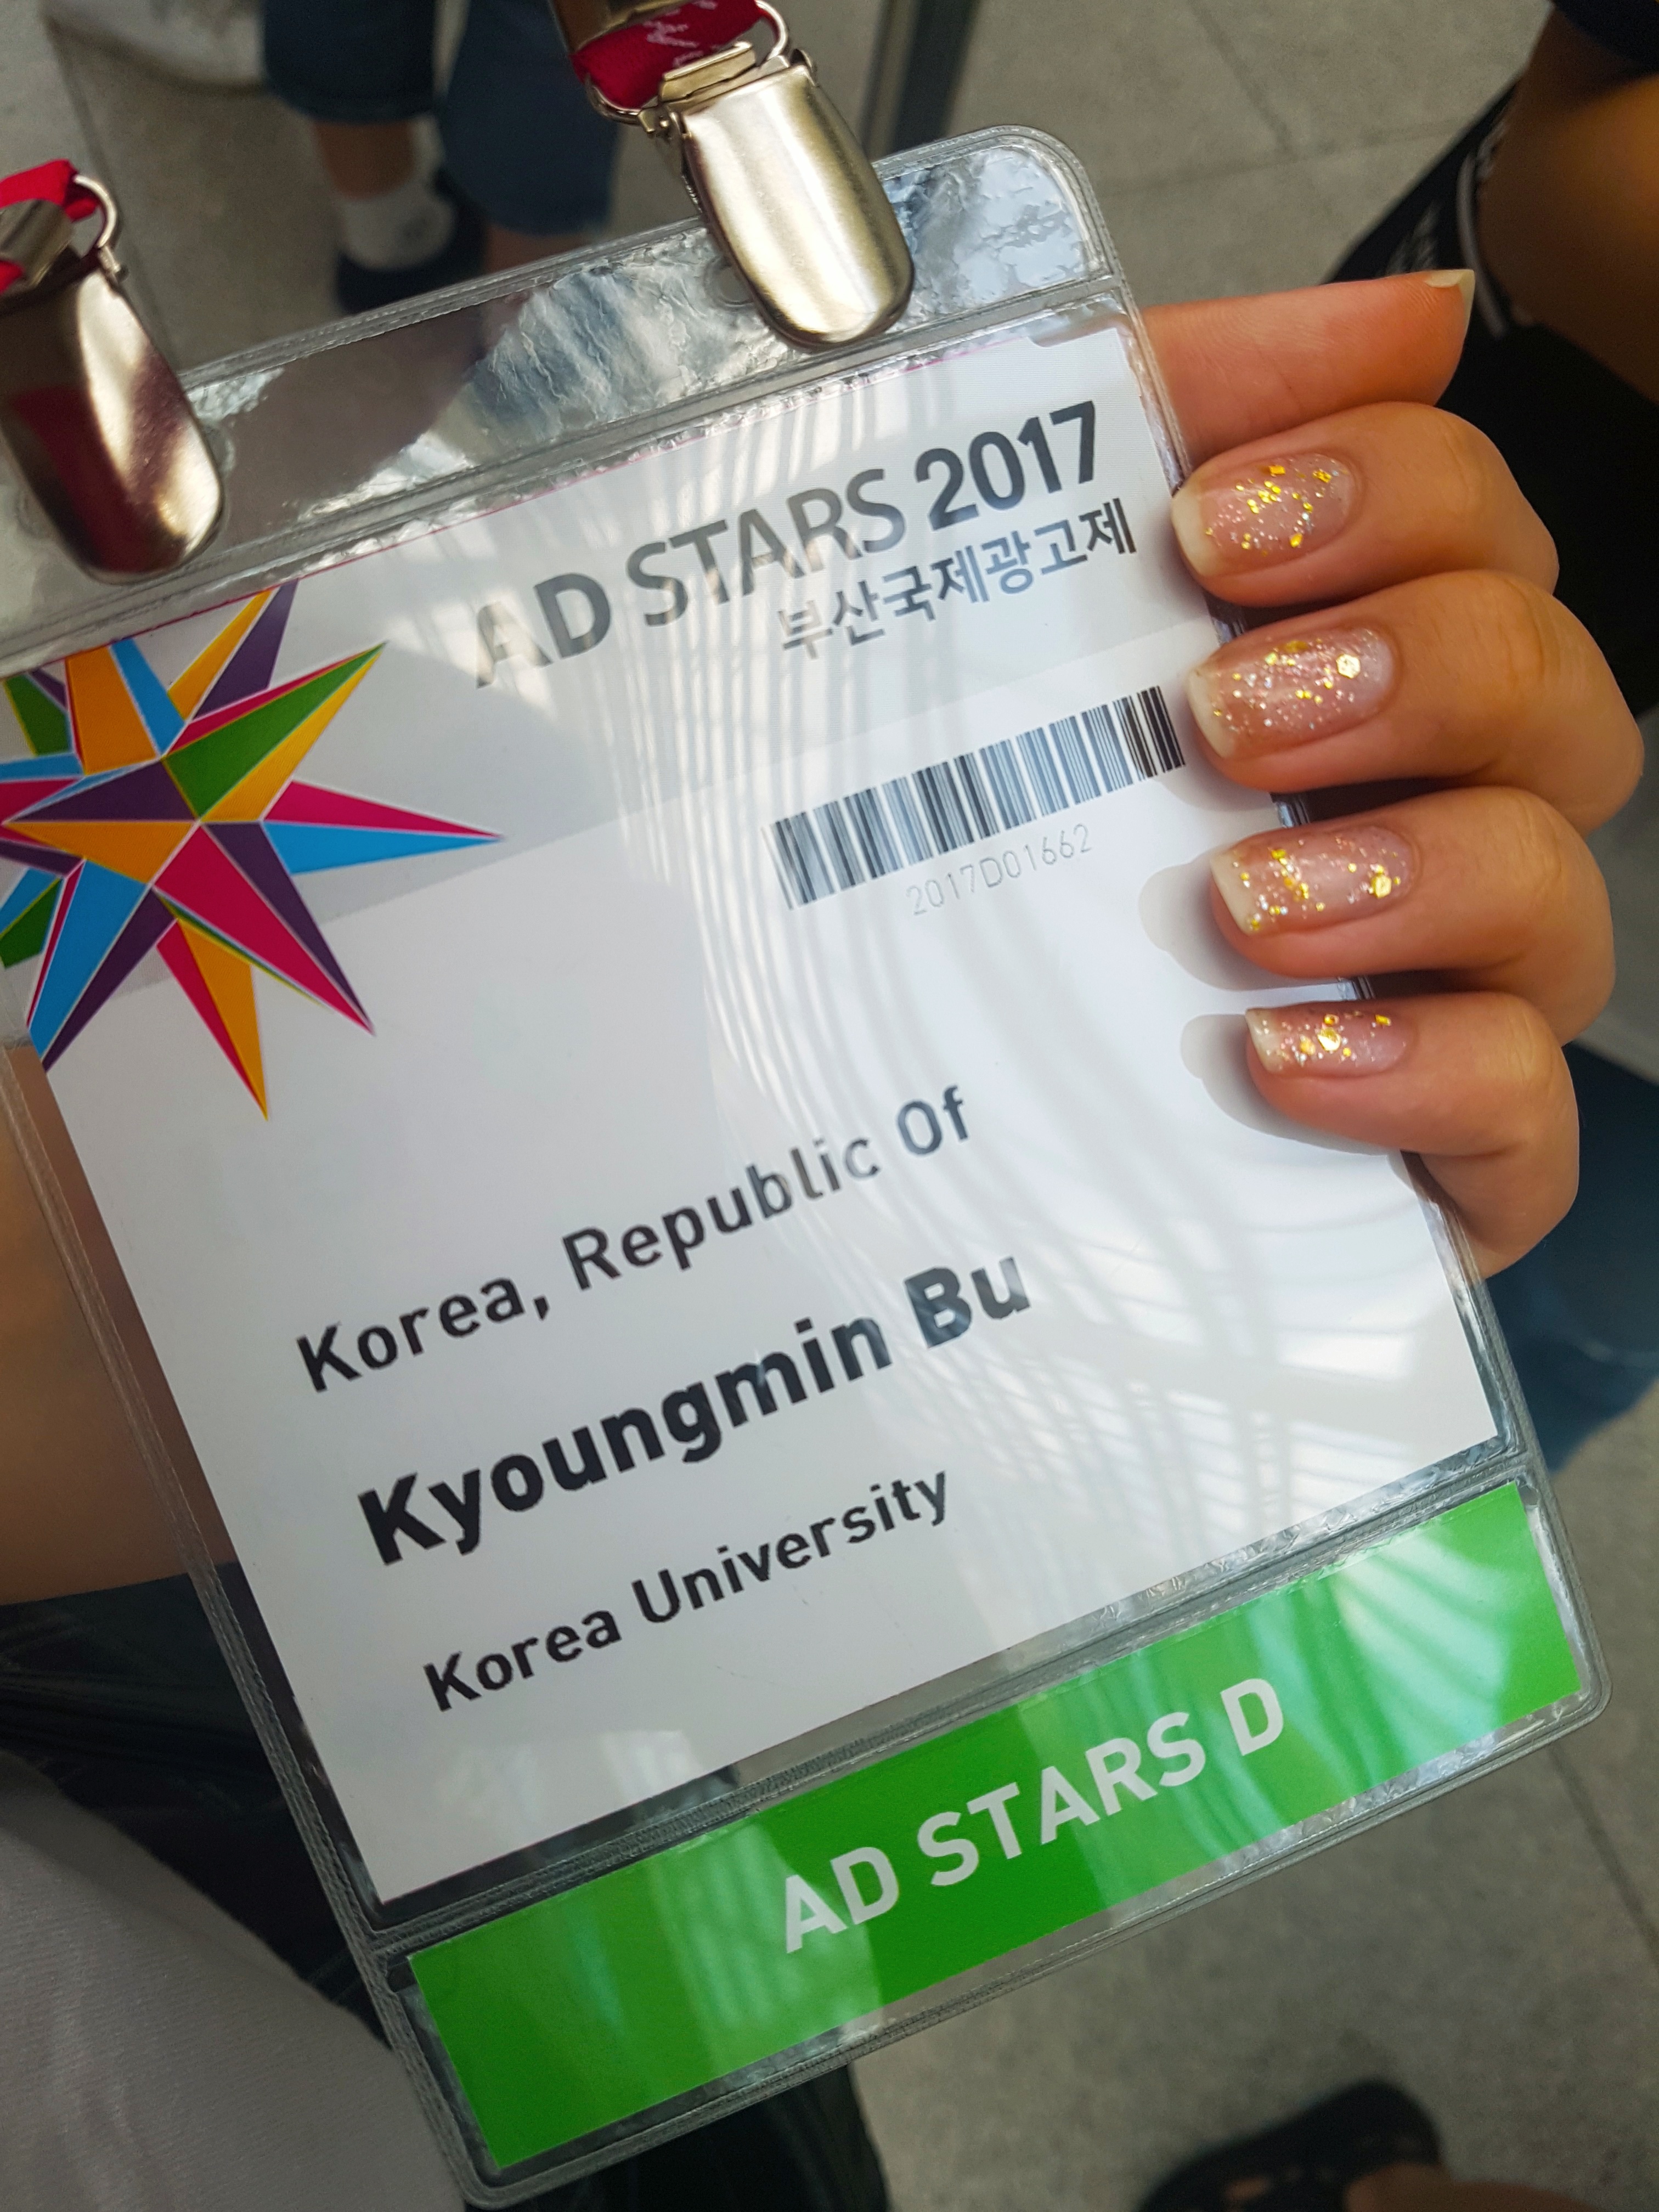 AD STARS 2017
부산국제광고제
2017D01662
Korea, Republic Of
Kyoungmin Bu
Korea University
AD STARS D